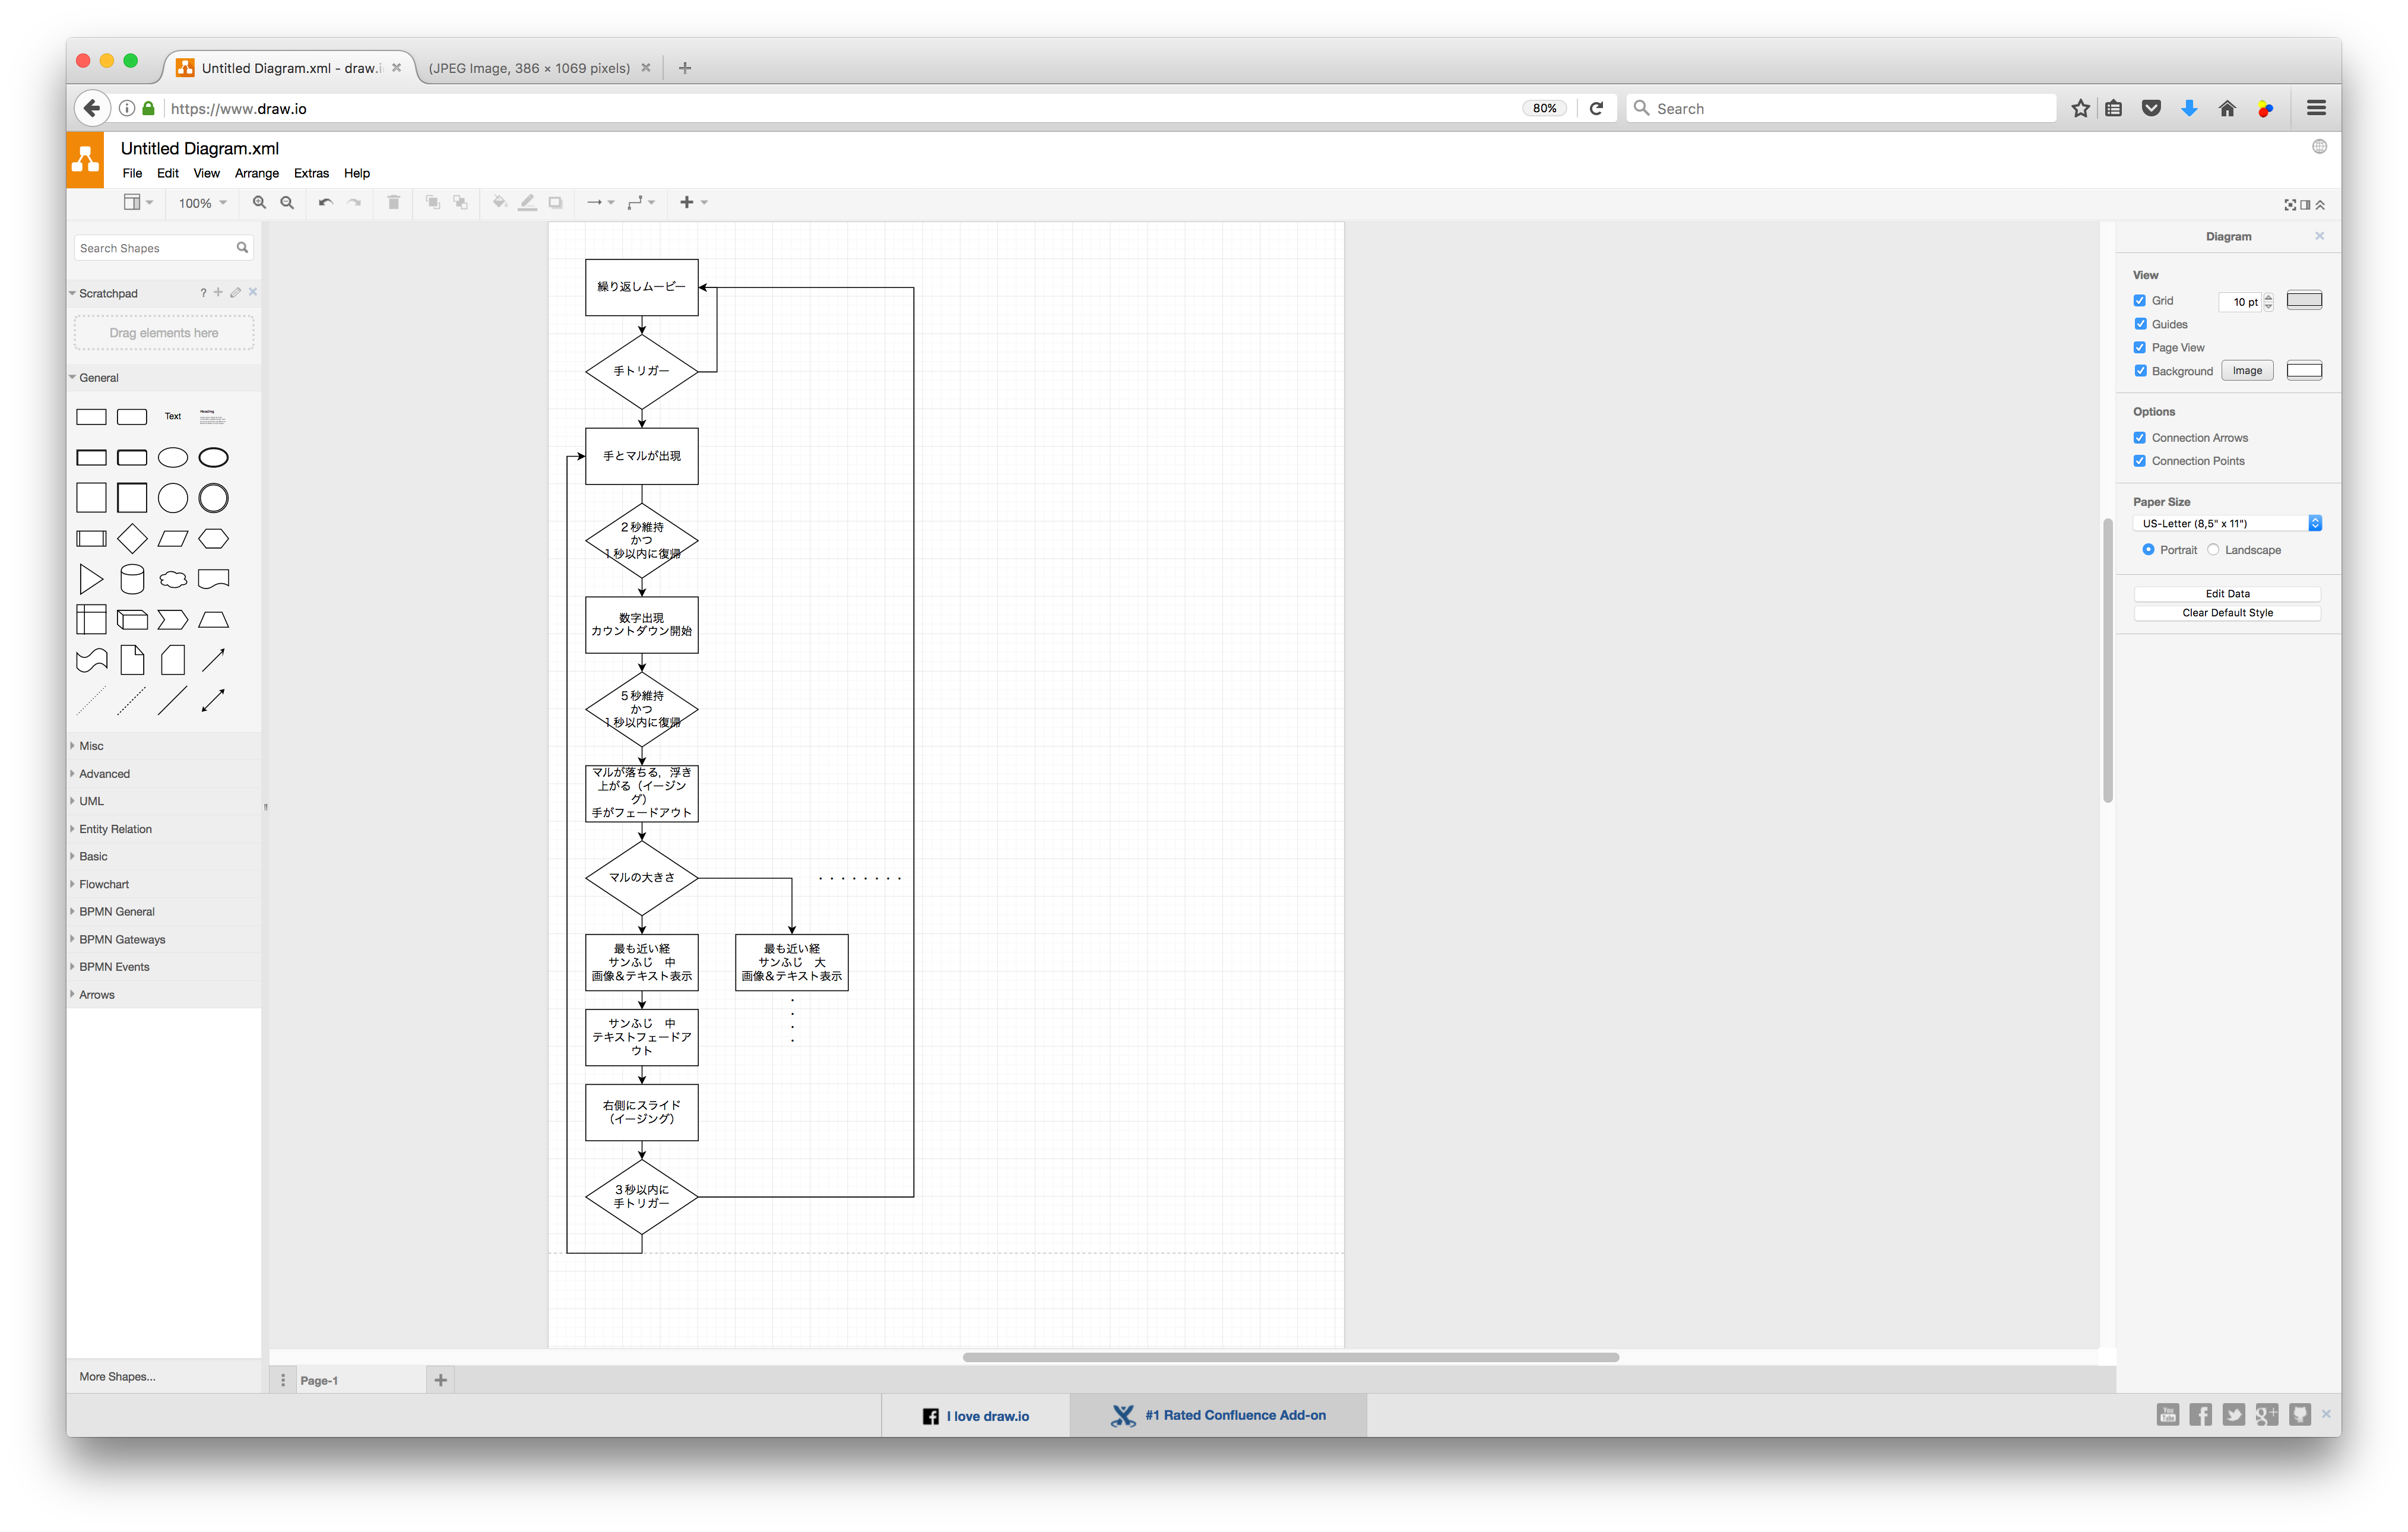 Untitled Diagram.xml - draw.i
(JPEG Image, 386 × 1069 pixels)
https://www.draw.io
80%
Search
Untitled Diagram.xml
File Edit View Arrange Extras Help
100%
Search Shapes
Scratchpad
?
Drag elements here
General
Text
Heading
Misc
Advanced
UML
Entity Relation
Basic
Flowchart
BPMN General
BPMN Gateways
BPMN Events
Arrows
More Shapes...
繰り返しムービー
手トリガー
手とマルが出現
２秒維持
かつ
１秒以内に復帰
数字出現
カウントダウン開始
５秒維持
かつ
１秒以内に復帰
マルが落ちる，浮き
上がる（イージン
グ）
手がフェードアウト
マルの大きさ
・・・・・・・・
最も近い経
サンふじ　中
画像＆テキスト表示
最も近い経
サンふじ　大
画像＆テキスト表示
・
・
・
・
サンふじ　中
テキストフェードア
ウト
右側にスライド
（イージング）
３秒以内に
手トリガー
Diagram
View
Grid
10 pt
Guides
Page View
Background
Image
Options
Connection Arrows
Connection Points
Paper Size
US-Letter (8,5" x 11")
Portrait
Landscape
Edit Data
Clear Default Style
Page-1
I love draw.io
#1 Rated Confluence Add-on
You
Tube
g+